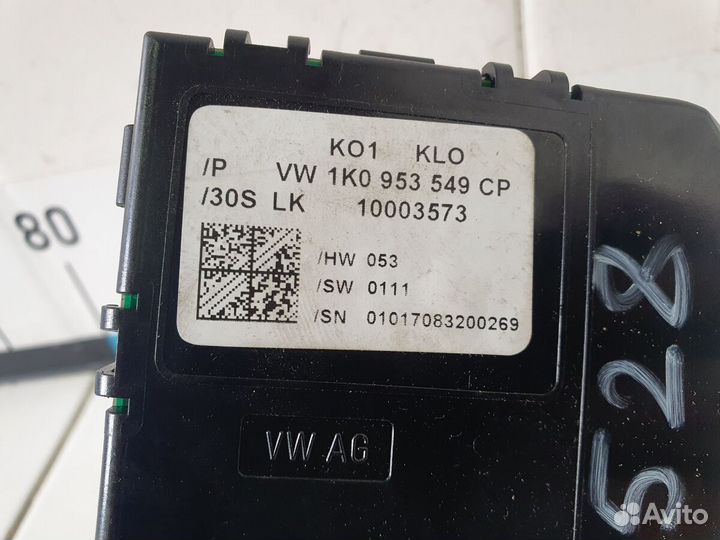 KO1 KLO
/P VW 1K0 953 549 CP
/30S LK 10003573
/HW 053
/SW 0111
/SN 01017083200269
80
VW AG
528
Avito